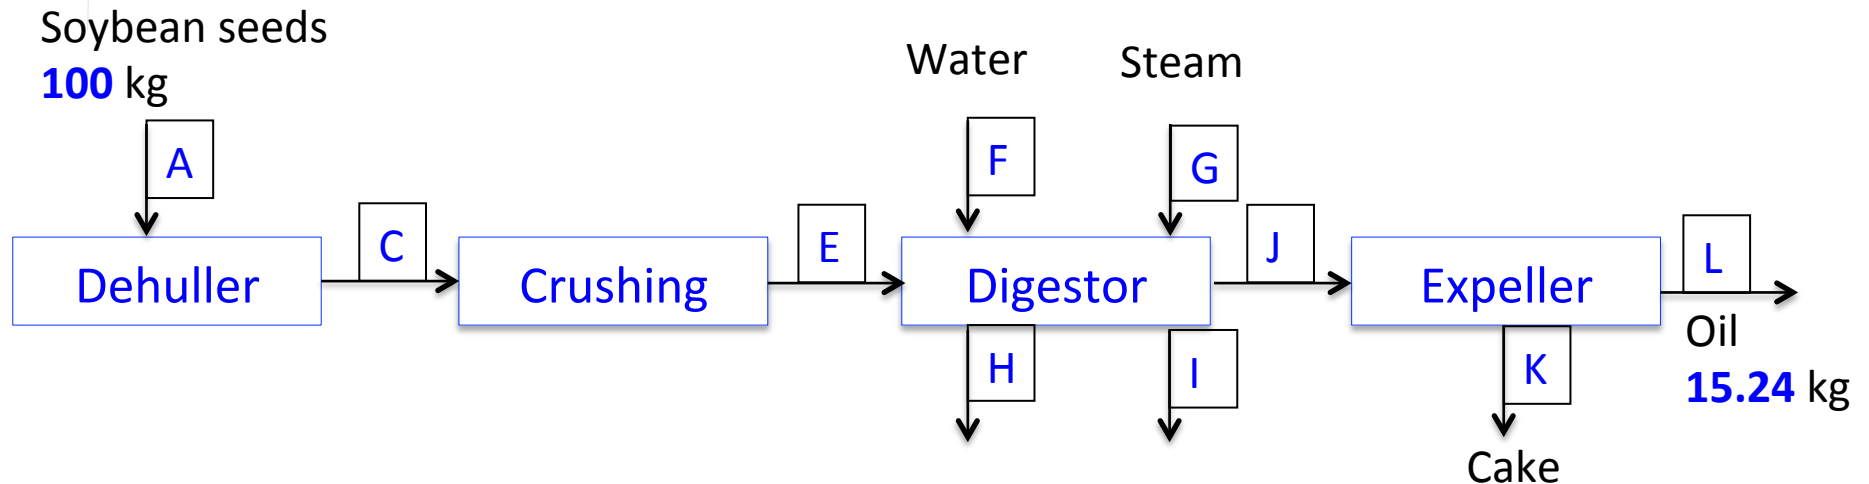 Soybean seeds
100 kg
Water
Steam
A
F
G
C
E
J
L
Dehuller
Crushing
Digestor
Expeller
H
I
K
Oil
15.24 kg
Cake